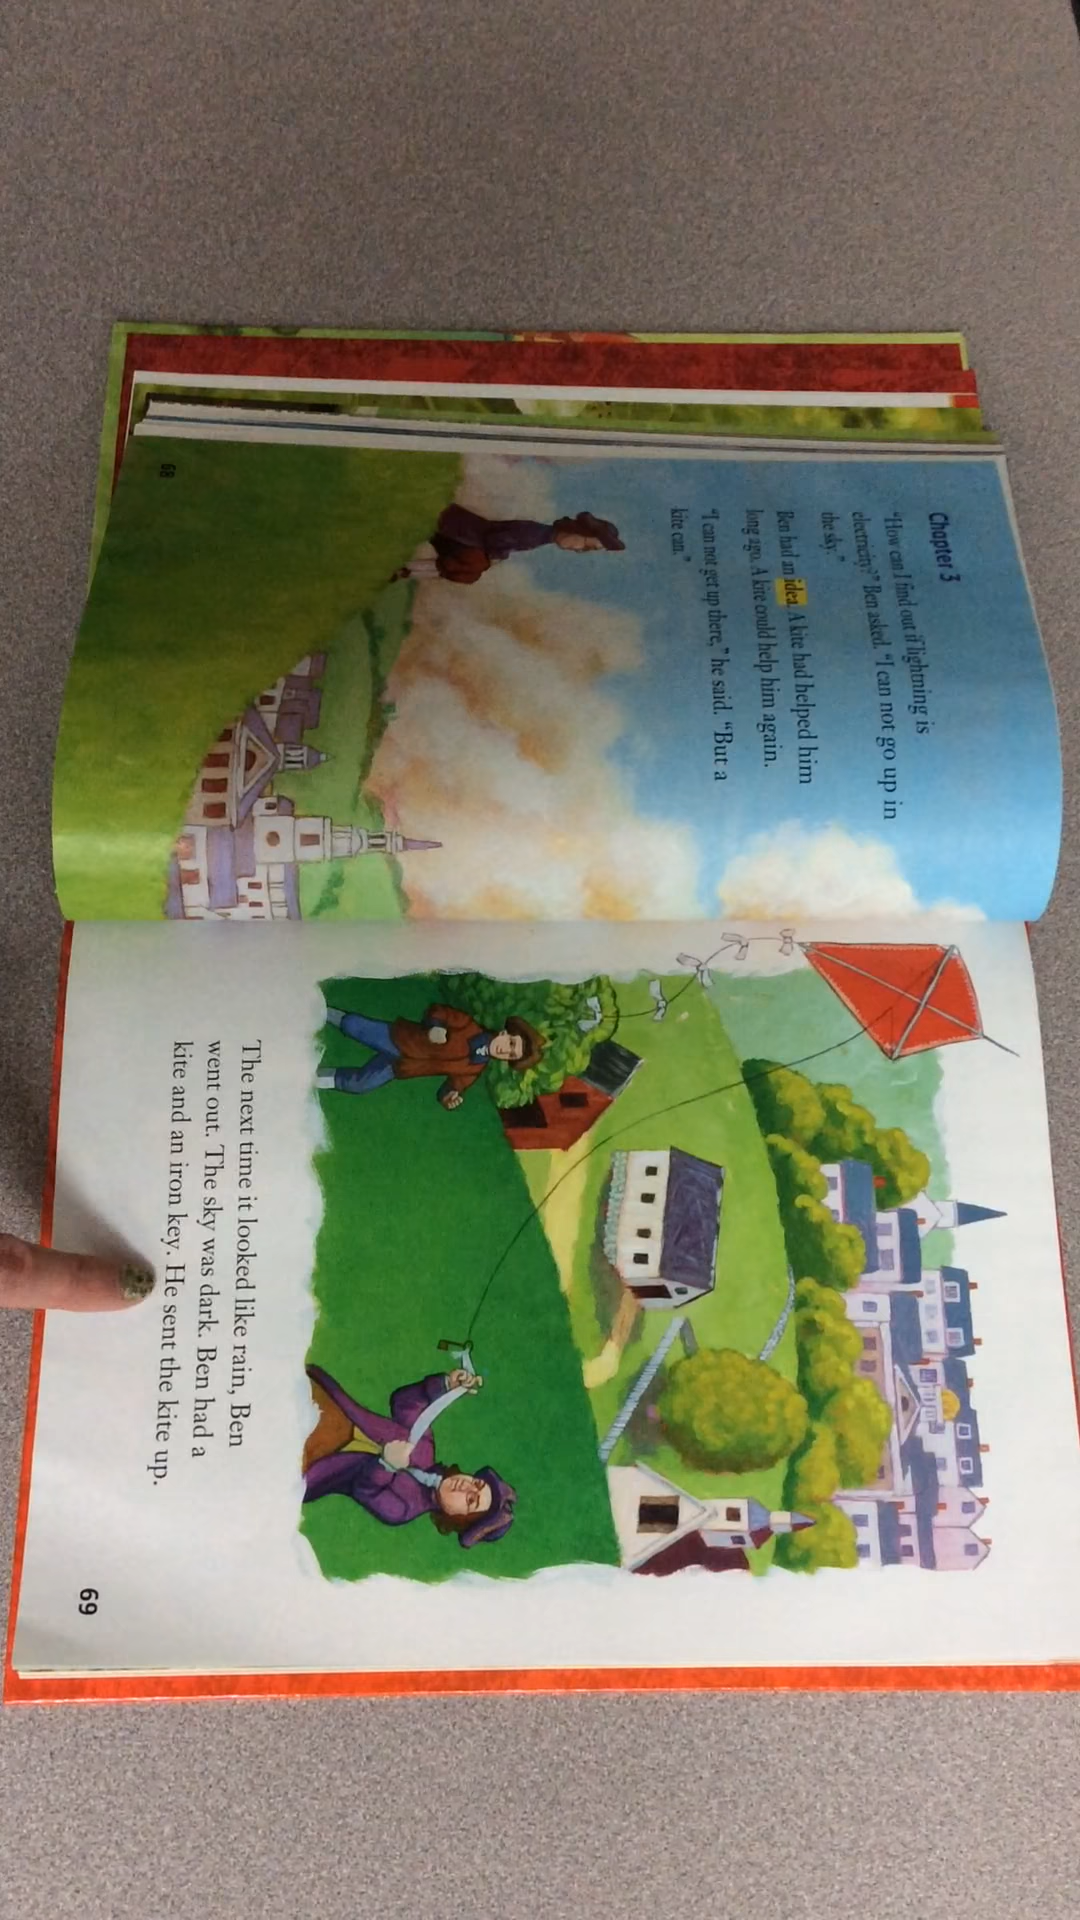 Chapter 3
"How can I find out if lightning is
electricity?" Ben asked. "I can not go up in
the sky."
Ben had an idea. A kite had helped him
long ago. A kite could help him again.
"I can not get up there," he said. "But a
kite can."
68
The next time it looked like rain, Ben
went out. The sky was dark. Ben had a
kite and an iron key. He sent the kite up.
69